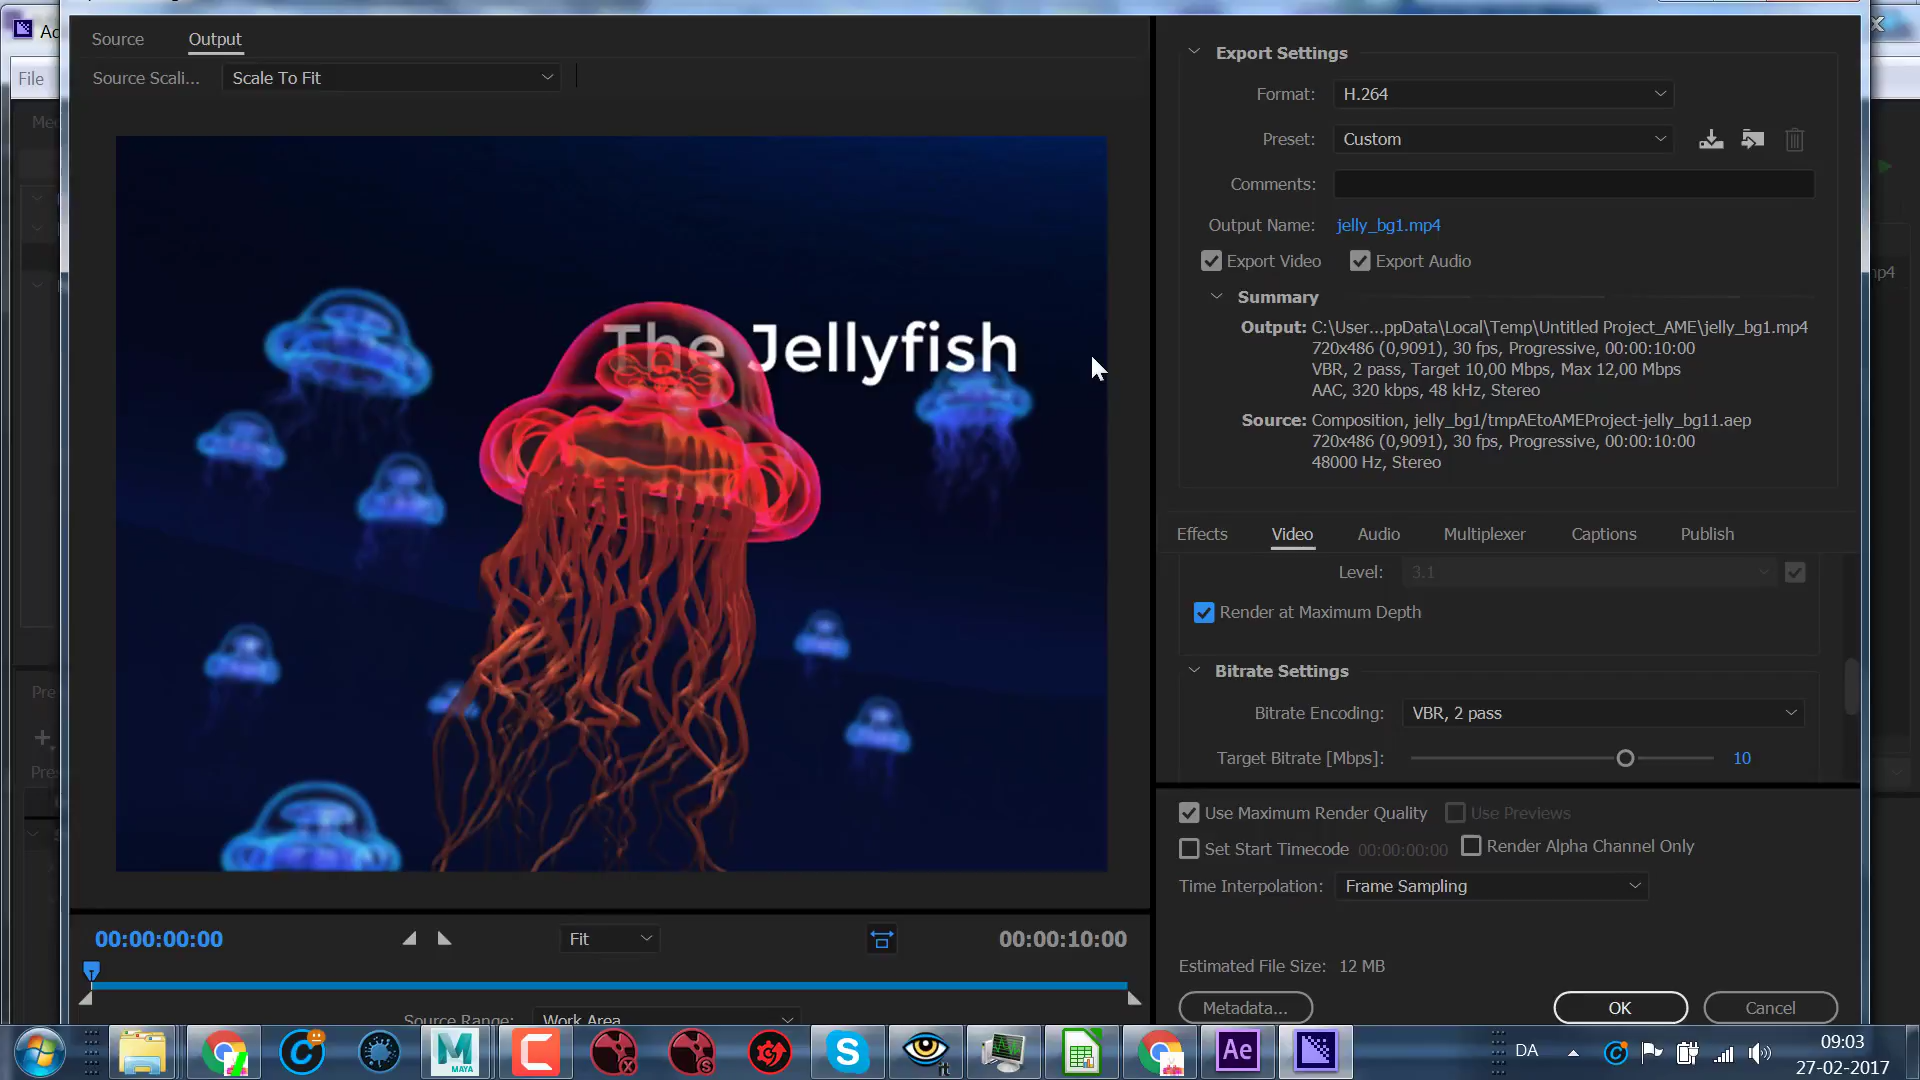 Ac
File
Source
Output
Source Scali...
Scale To Fit
The Jellyfish
Export Settings
Format:
H.264
Preset:
Custom
Comments:
Output Name:
jelly_bg1.mp4
Export Video
Export Audio
Summary
Output: C:\User...ppData\Local\Temp\Untitled Project_AME\jelly_bg1.mp4
720x486 (0,9091), 30 fps, Progressive, 00:00:10:00
VBR, 2 pass, Target 10,00 Mbps, Max 12,00 Mbps
AAC, 320 kbps, 48 kHz, Stereo
Source: Composition, jelly_bg1/tmpAEtoAMEProject-jelly_bg11.aep
720x486 (0,9091), 30 fps, Progressive, 00:00:10:00
48000 Hz, Stereo
Effects
Video
Audio
Multiplexer
Captions
Publish
Level:
3.1
Render at Maximum Depth
Bitrate Settings
Bitrate Encoding:
VBR, 2 pass
Target Bitrate [Mbps]:
10
Use Maximum Render Quality
Use Previews
Set Start Timecode
00:00:00:00
Render Alpha Channel Only
Time Interpolation:
Frame Sampling
Estimated File Size: 12 MB
Metadata...
OK
Cancel
00:00:00:00
Fit
00:00:10:00
Source Range:
Work Area
Med
Pre
Pres
mp4
MAYA
C
Ae
DA
09:03
27-02-2017